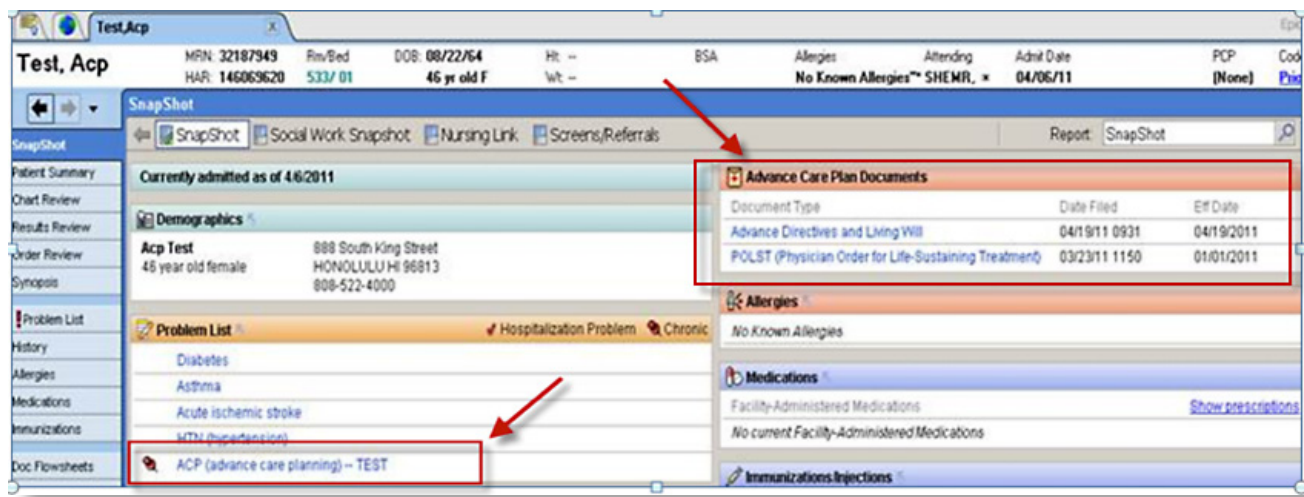 Test,Acp
Epic
Test, Acp
MRN: 32187949 Rm/Bed DOB: 08/22/64 Ht: -- BSA Allergies Attending Admit Date PCP
HAR: 146069620 533/ 01 46 yr old F Wt: -- No Known Allergies** SHEMR, × 04/06/11 (None)
SnapShot
SnapShot Social Work Snapshot Nursing Link Screens/Referrals Report: SnapShot
SnapShot
Patient Summary
Chart Review
Results Review
Order Review
Synopsis
Problem List
History
Allergies
Medications
Immunizations
Doc Flowsheets
Currently admitted as of 4/6/2011
Demographics
Acp Test 888 South King Street
46 year old female HONOLULU HI 96813
808-522-4000
Problem List Hospitalization Problem Chronic
Diabetes
Asthma
Acute ischemic stroke
HTN (hypertension)
ACP (advance care planning) -- TEST
Advance Care Plan Documents
Document Type Date Filed Eff Date
Advance Directives and Living Will 04/19/11 0931 04/19/2011
POLST (Physician Order for Life-Sustaining Treatment) 03/23/11 1150 01/01/2011
Allergies
No Known Allergies
Medications
Facility-Administered Medications Show prescriptions
No current Facility-Administered Medications
Immunizations/Injections